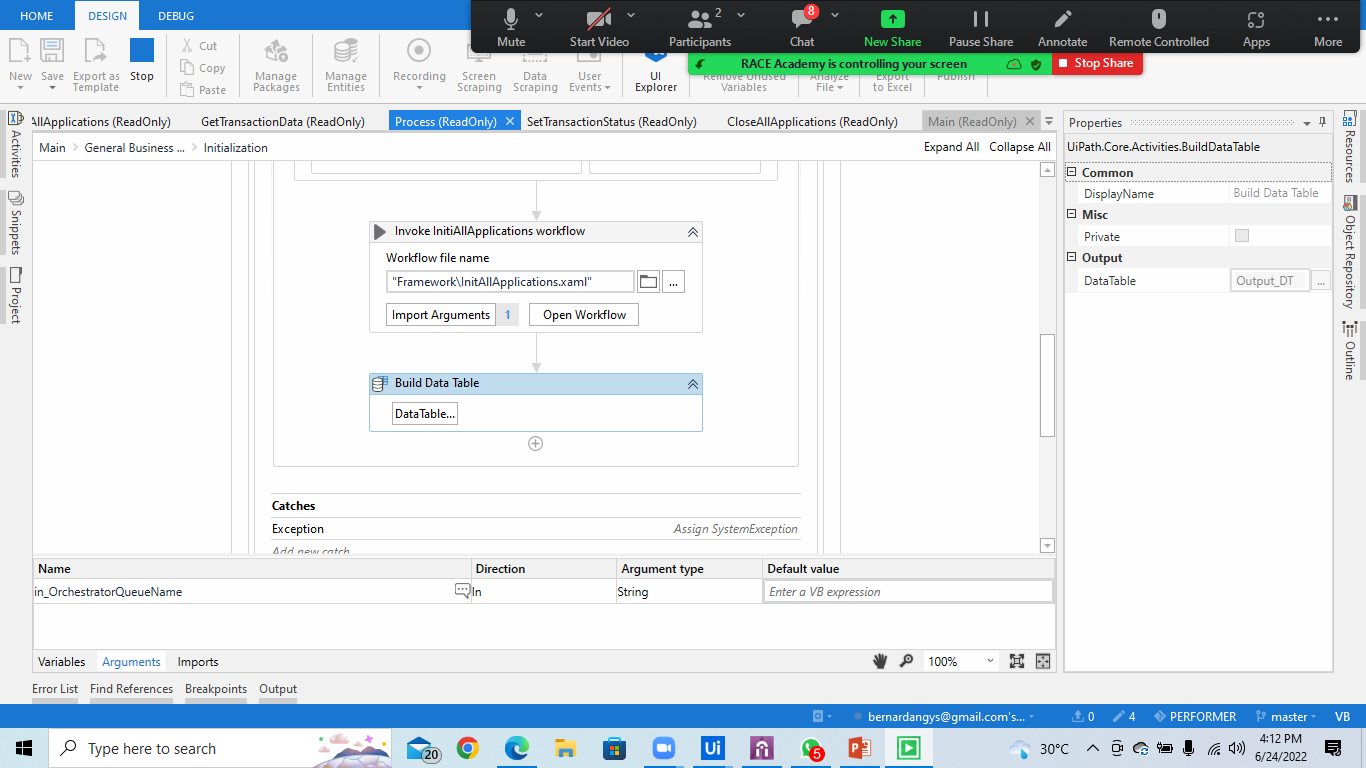 HOME DESIGN DEBUG
Mute Start Video Participants 2 Chat 8 New Share Pause Share Annotate Remote Controlled Apps More
RACE Academy is controlling your screen Stop Share
New Save Export as Template Stop
Cut
Copy
Paste
Manage Packages
Manage Entities
Recording
Screen Scraping
Data Scraping
User Events
UI Explorer
Remove Unused Variables
Analyze File
Export to Excel
Publish
AllApplications (ReadOnly) GetTransactionData (ReadOnly) Process (ReadOnly) SetTransactionStatus (ReadOnly) CloseAllApplications (ReadOnly) Main (ReadOnly)
Main General Business ... Initialization
Expand All Collapse All
Activities
Snippets
Project
Invoke InitiAllApplications workflow
Workflow file name
"Framework\InitAllApplications.xaml"
...
Import Arguments 1 Open Workflow
Build Data Table
DataTable...
Catches
Exception Assign SystemException
Add new catch
Name Direction Argument type Default value
in_OrchestratorQueueName In String Enter a VB expression
Variables Arguments Imports
100%
Error List Find References Breakpoints Output
Properties
UiPath.Core.Activities.BuildDataTable
Common
DisplayName Build Data Table
Misc
Private
Output
DataTable Output_DT ...
Resources
Object Repository
Outline
bernardangys@gmail.com's... 0 4 PERFORMER master VB
Type here to search
20
Ui
5
30°C
4:12 PM
6/24/2022